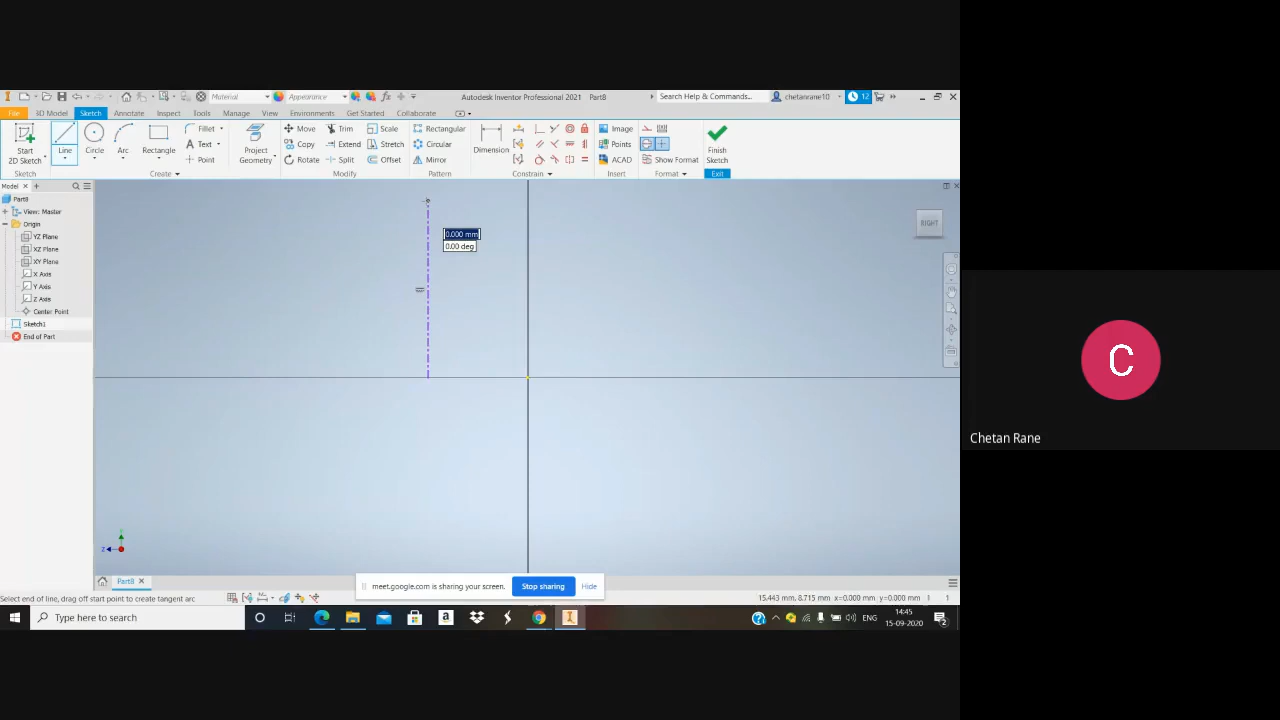 Material
Appearance
Autodesk Inventor Professional 2021 Part8
Search Help & Commands...
chetanrane10
12
File
3D Model
Sketch
Annotate
Inspect
Tools
Manage
View
Environments
Get Started
Collaborate
Start
2D Sketch
Line
Circle
Arc
Rectangle
Fillet
Text
Point
Project
Geometry
Move
Copy
Rotate
Trim
Extend
Split
Scale
Stretch
Offset
Rectangular
Circular
Mirror
Dimension
Image
Points
ACAD
Show Format
Finish
Sketch
Sketch
Create
Modify
Pattern
Constrain
Insert
Format
Exit
Model
Part8
View: Master
Origin
YZ Plane
XZ Plane
XY Plane
X Axis
Y Axis
Z Axis
Center Point
Sketch1
End of Part
0.000 mm
0.00 deg
RIGHT
Y
Z
C
Chetan Rane
Part8
meet.google.com is sharing your screen.
Stop sharing
Hide
Select end of line, drag off start point to create tangent arc
15.443 mm, 8.715 mm x=0.000 mm y=0.000 mm
1
Type here to search
ENG
14:45
15-09-2020
2